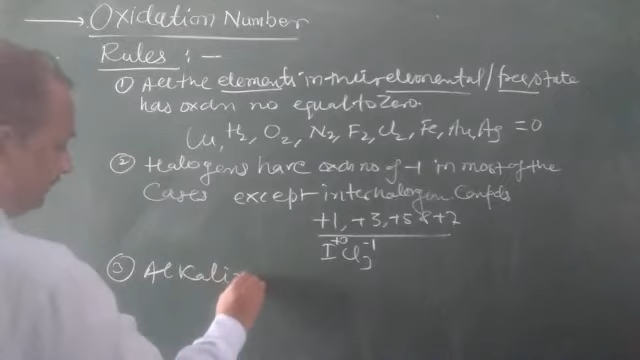 → Oxidation Number
Rules :-
① All the elements in their elemental/free state
has oxdn no equal to Zero.
Cu, H2, O2, N2, F2, Cl2, Fe, Au, Ag = 0
② Halogens have oxdn no of -1 in most of the
Cases except interhalogen Compds
+1, +3, +5 & +7
I+3 Cl3-1
③ Alkali